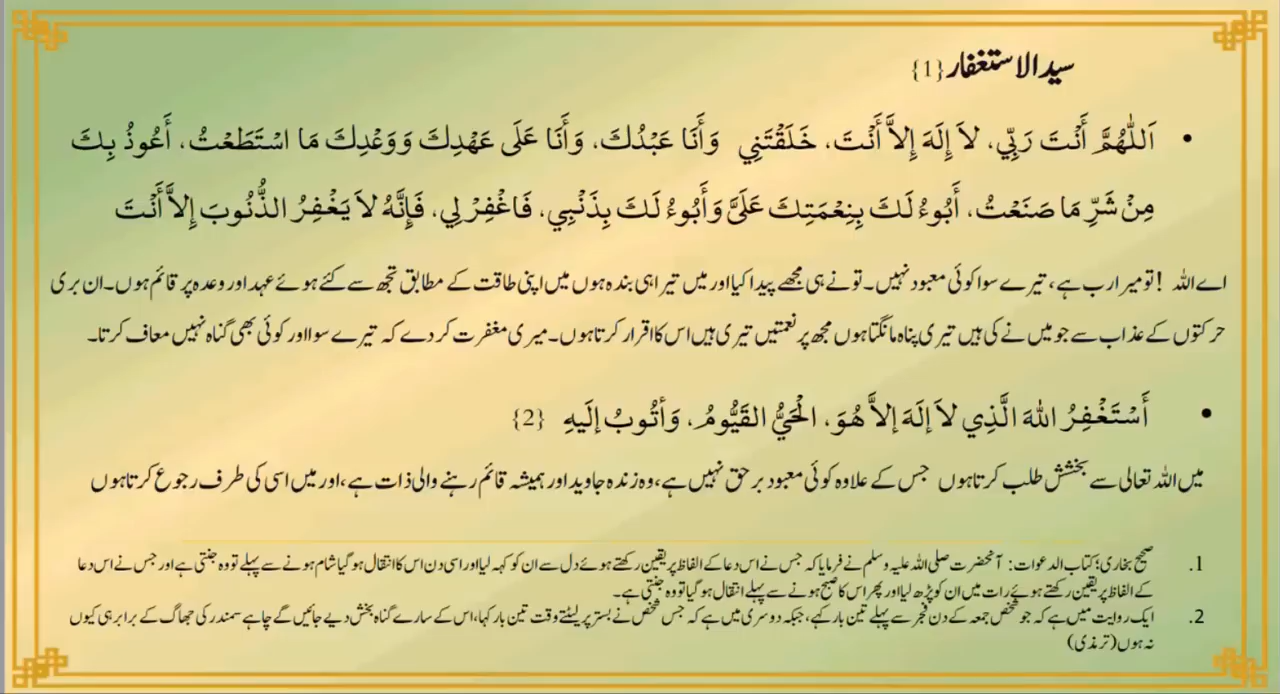 سید الاستغفار {1}
• اَللّٰهُمَّ أَنْتَ رَبِّي، لاَ إِلَهَ إِلاَّ أَنْتَ، خَلَقْتَنِي وَأَنَا عَبْدُكَ، وَأَنَا عَلَى عَهْدِكَ وَوَعْدِكَ مَا اسْتَطَعْتُ، أَعُوذُ بِكَ
مِنْ شَرِّ مَا صَنَعْتُ، أَبُوءُ لَكَ بِنِعْمَتِكَ عَلَىَّ وَأَبُوءُ لَكَ بِذَنْبِي، فَاغْفِرْ لِي، فَإِنَّهُ لاَ يَغْفِرُ الذُّنُوبَ إِلاَّ أَنْتَ
اے اللہ ! تو میرا رب ہے، تیرے سوا کوئی معبود نہیں۔ تو نے ہی مجھے پیدا کیا اور میں تیرا ہی بندہ ہوں میں اپنی طاقت کے مطابق تجھ سے کئے ہوئے عہد اور وعدہ پر قائم ہوں۔ ان بری
حرکتوں کے عذاب سے جو میں نے کی ہیں تیری پناہ مانگتا ہوں مجھ پر نعمتیں تیری ہیں اس کا اقرار کرتا ہوں۔ میری مغفرت کر دے کہ تیرے سوا اور کوئی بھی گناہ نہیں معاف کرتا۔
• أَسْتَغْفِرُ اللهَ الَّذِي لاَ إلَهَ إلاَّ هُوَ، الْحَيُّ القَيُّومُ، وَأتُوبُ إلَيهِ {2}
میں اللہ تعالی سے بخشش طلب کرتا ہوں جس کے علاوہ کوئی معبود بر حق نہیں ہے، وہ زندہ جاوید اور ہمیشہ قائم رہنے والی ذات ہے، اور میں اسی کی طرف رجوع کرتا ہوں
1. صحیح بخاری؛ کتاب الدعوات: آنحضرت صلی اللہ علیہ وسلم نے فرمایا کہ جس نے اس دعا کے الفاظ پر یقین رکھتے ہوئے دل سے ان کو کہہ لیا اور اسی دن اس کا انتقال ہو گیا شام ہونے سے پہلے تو وہ جنتی ہے اور جس نے اس دعا
کے الفاظ پر یقین رکھتے ہوئے رات میں ان کو پڑھ لیا اور پھر اس کا صبح ہونے سے پہلے انتقال ہو گیا تو وہ جنتی ہے۔
2. ایک روایت میں ہے کہ جو شخص جمعہ کے دن فجر سے پہلے تین بار کہے، جبکہ دوسری میں ہے کہ جس شخص نے بستر پر لیٹتے وقت تین بار کہا، اس کے سارے گناہ بخش دیے جائیں گے چاہے سمندر کی جھاگ کے برابر ہی کیوں
نہ ہوں (ترمذی)